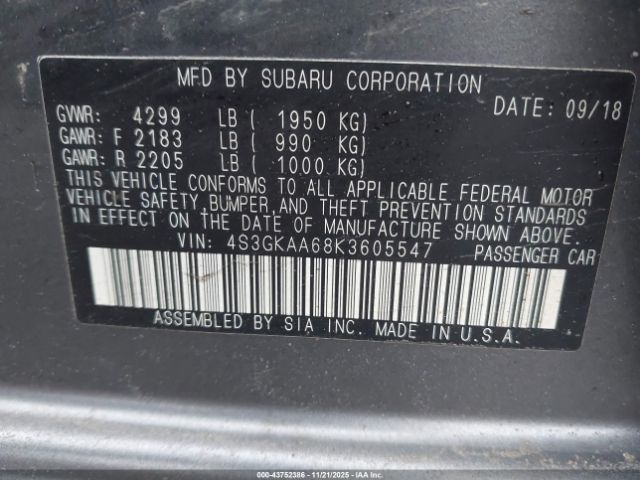 MFD BY SUBARU CORPORATION
DATE: 09/18
GVWR: 4299 LB ( 1950 KG)
GAWR: F 2183 LB ( 990 KG)
GAWR: R 2205 LB ( 1000 KG)
THIS VEHICLE CONFORMS TO ALL APPLICABLE FEDERAL MOTOR
VEHICLE SAFETY, BUMPER, AND THEFT PREVENTION STANDARDS
IN EFFECT ON THE DATE OF MANUFACTURE SHOWN ABOVE.
VIN: 4S3GKAA68K3605547 PASSENGER CAR
ASSEMBLED BY SIA INC. MADE IN U.S.A.
000-43752386 - 11/21/2025 - IAAHOLDINGS, LLC